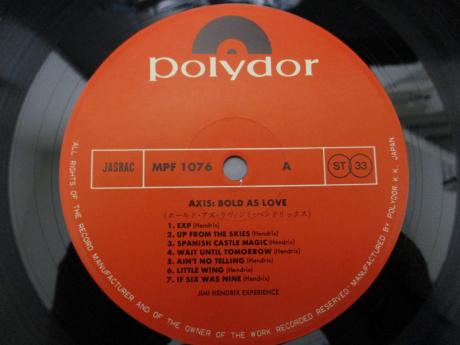 polydor
JASRAC
MPF 1076
A
ST 33
AXIS: BOLD AS LOVE
(ボールド・アズ・ラヴ/ジミ・ヘンドリックス)
1. EXP (Hendrix)
2. UP FROM THE SKIES (Hendrix)
3. SPANISH CASTLE MAGIC (Hendrix)
4. WAIT UNTIL TOMORROW (Hendrix)
5. AIN'T NO TELLING (Hendrix)
6. LITTLE WING (Hendrix)
7. IF SIX WAS NINE (Hendrix)
JIMI HENDRIX EXPERIENCE
ALL RIGHTS OF THE RECORD MANUFACTURER AND OF THE OWNER OF THE WORK RECORDED RESERVED. MANUFACTURED BY POLYDOR K.K., JAPAN.